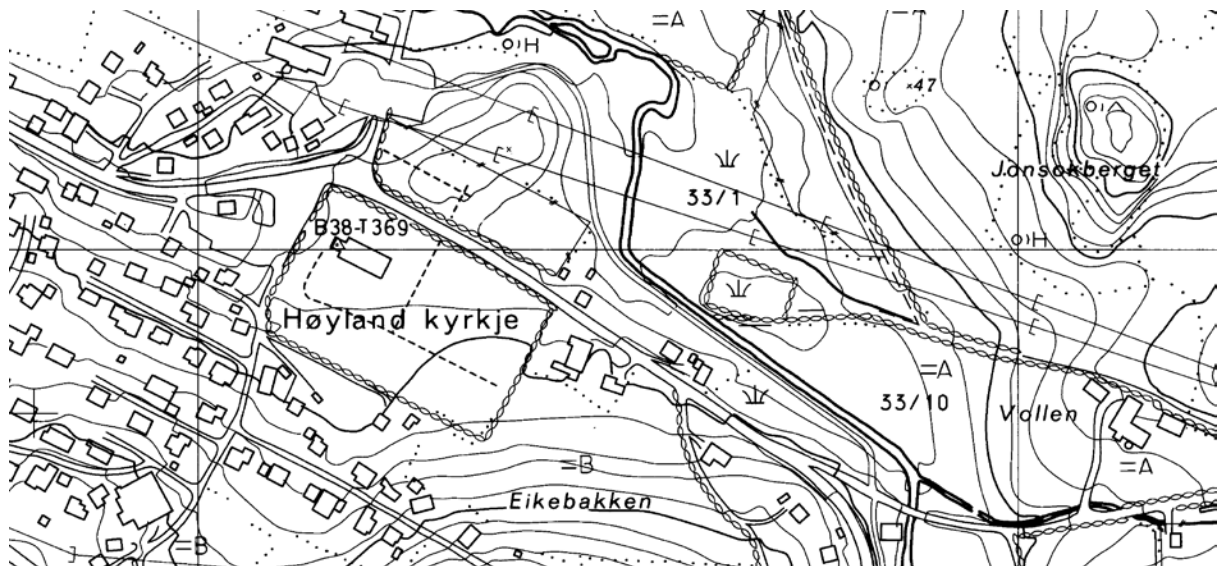 =A
=A
H
×47
Jonsokberget
33/1
B38-T369
H
Høyland kyrkje
=A
33/10
Vollen
=B
=A
Eikebakken
=B